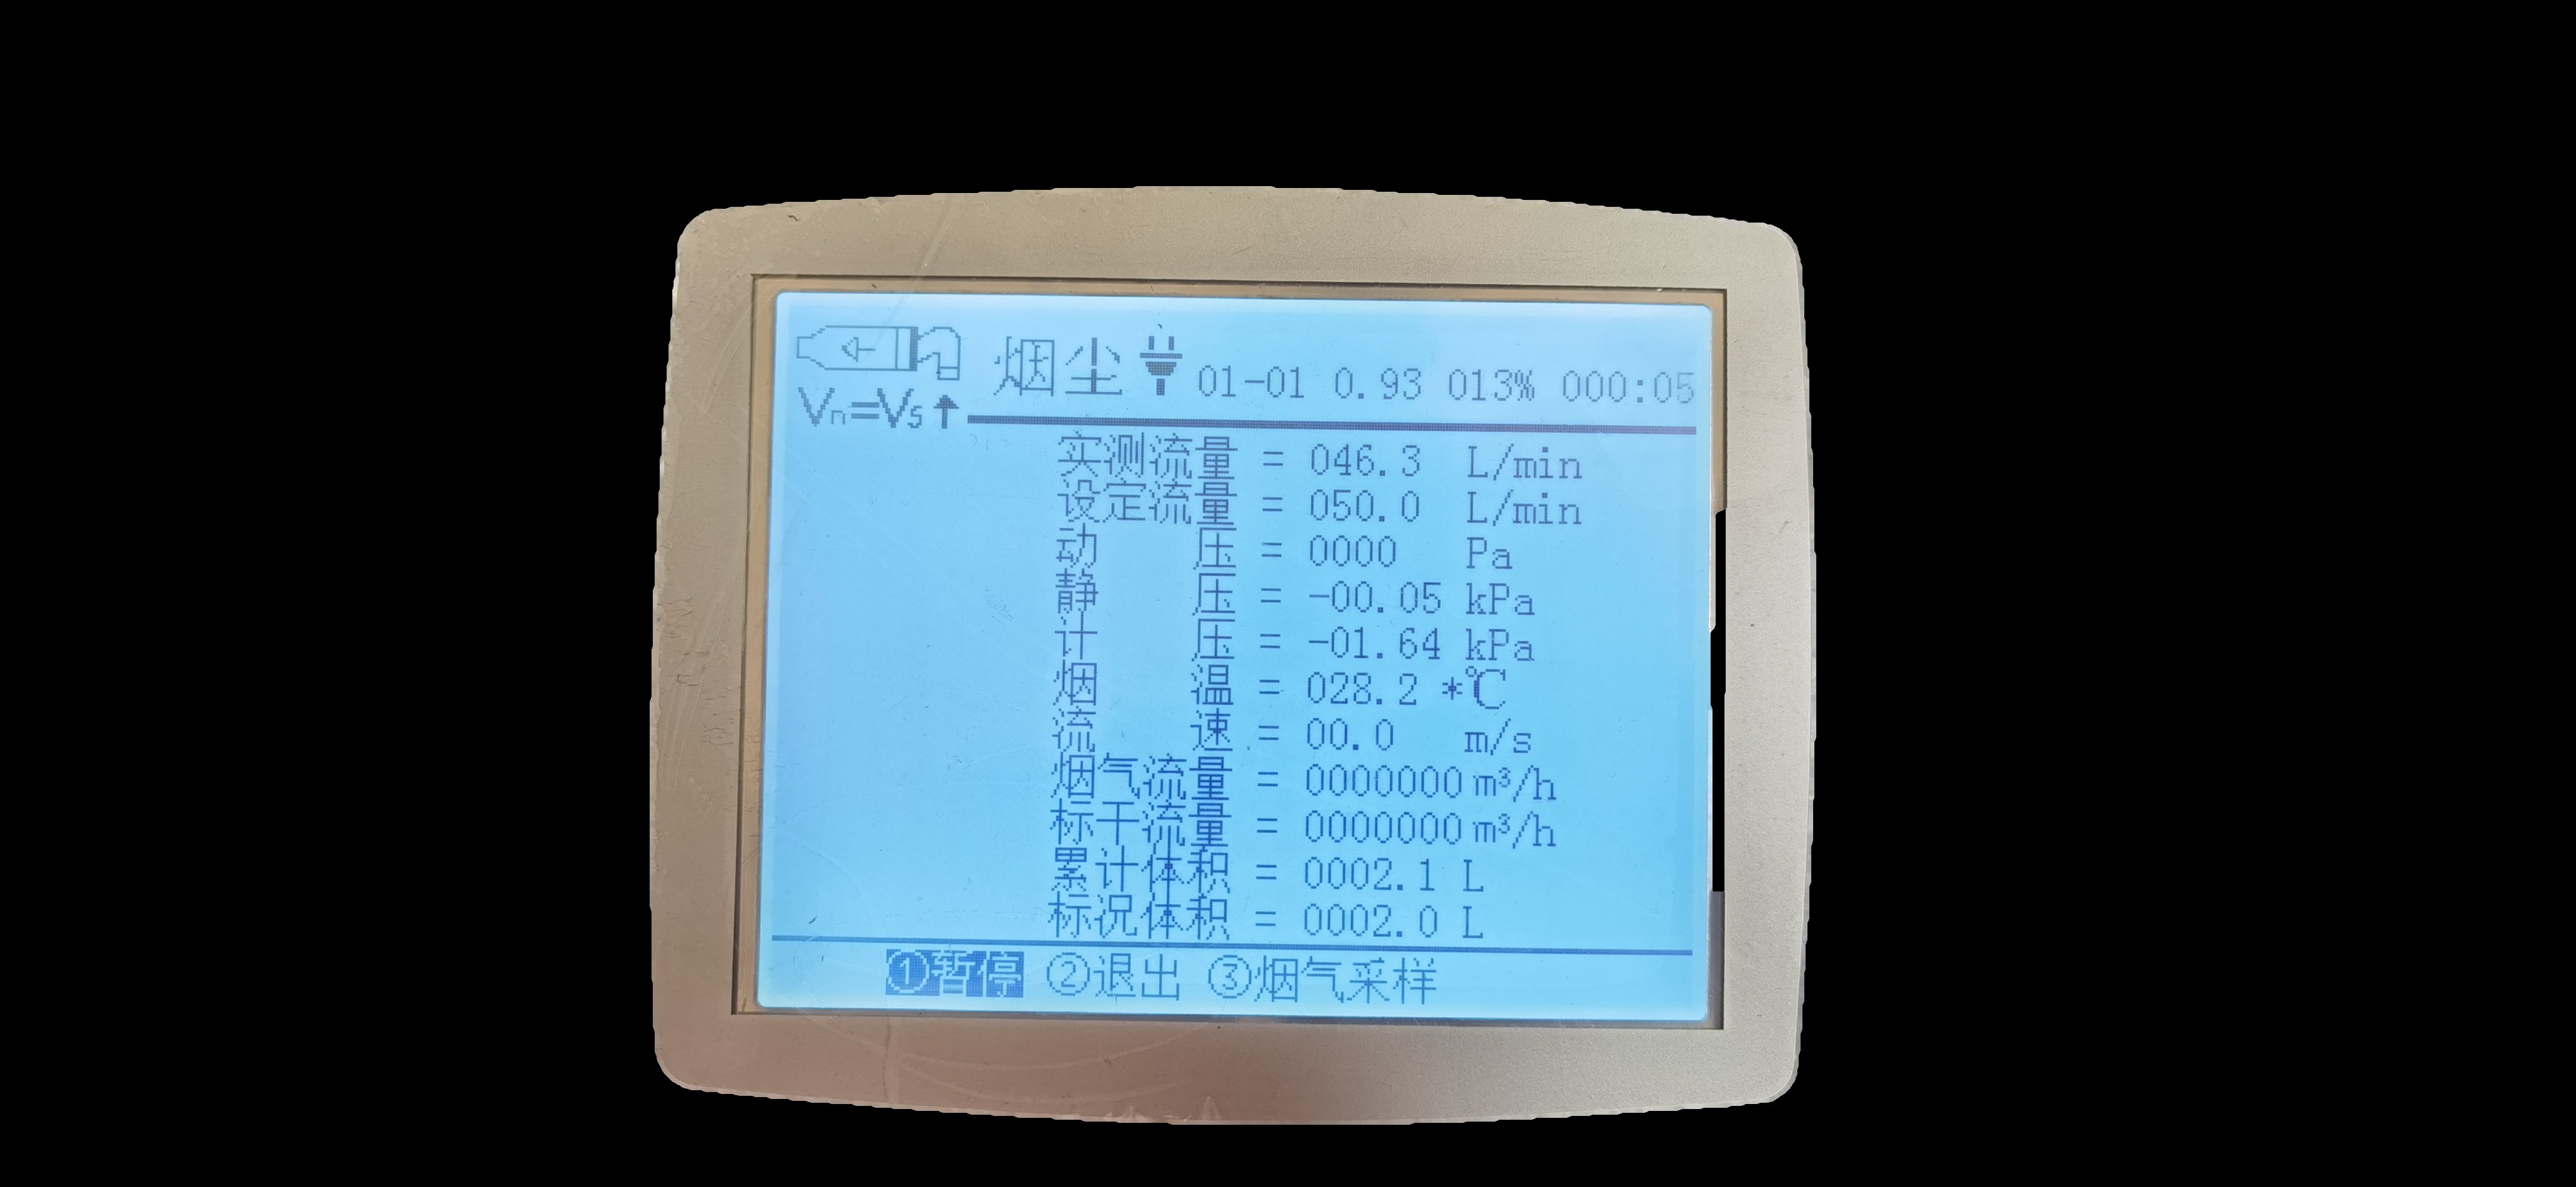 烟尘 01-01 0.93 013% 000:05
Vn=Vs↑
实测流量 = 046.3 L/min
设定流量 = 050.0 L/min
动压 = 0000 Pa
静压 = -00.05 kPa
计压 = -01.64 kPa
烟温 = 028.2 *℃
流速 = 00.0 m/s
烟气流量 = 0000000 m³/h
标干流量 = 0000000 m³/h
累计体积 = 0002.1 L
标况体积 = 0002.0 L
①暂停 ②退出 ③烟气采样